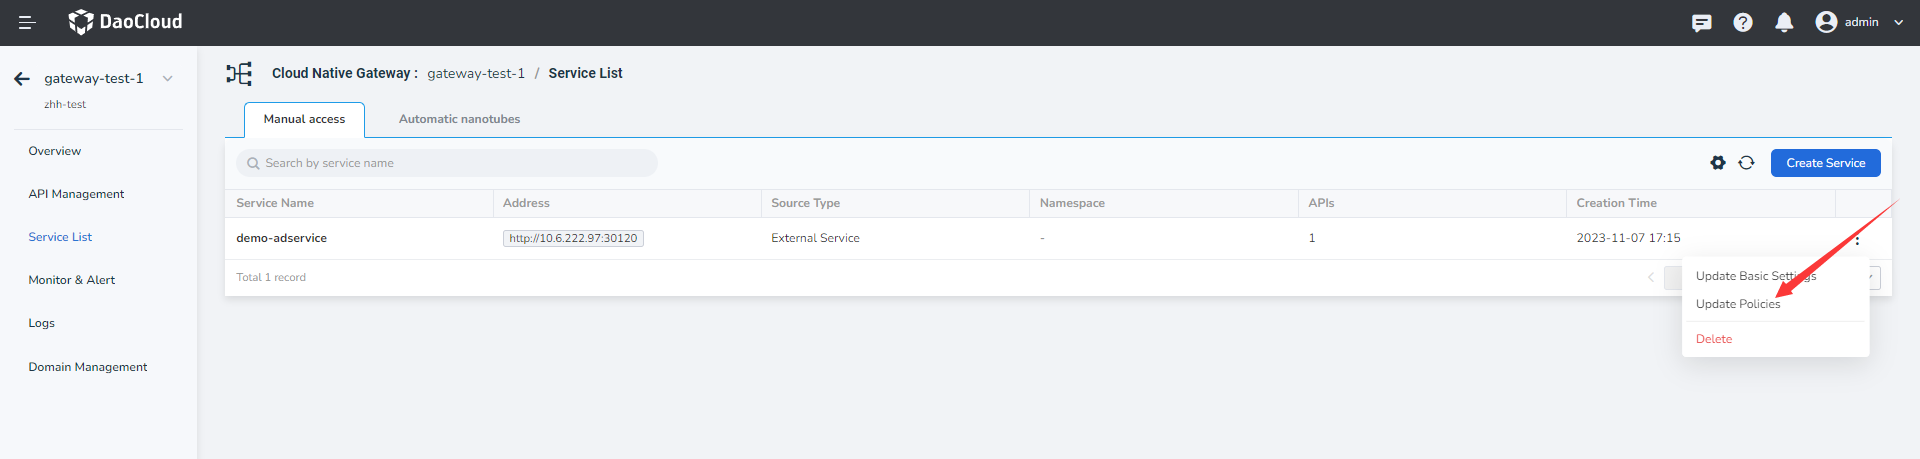 DaoCloud
admin
gateway-test-1
zhh-test
Overview
API Management
Service List
Monitor & Alert
Logs
Domain Management
Cloud Native Gateway : gateway-test-1 / Service List
Manual access Automatic nanotubes
Search by service name
Create Service
Service Name Address Source Type Namespace APIs Creation Time
demo-adservice http://10.6.222.97:30120 External Service - 1 2023-11-07 17:15
Total 1 record
Update Basic Settings
Update Policies
Delete